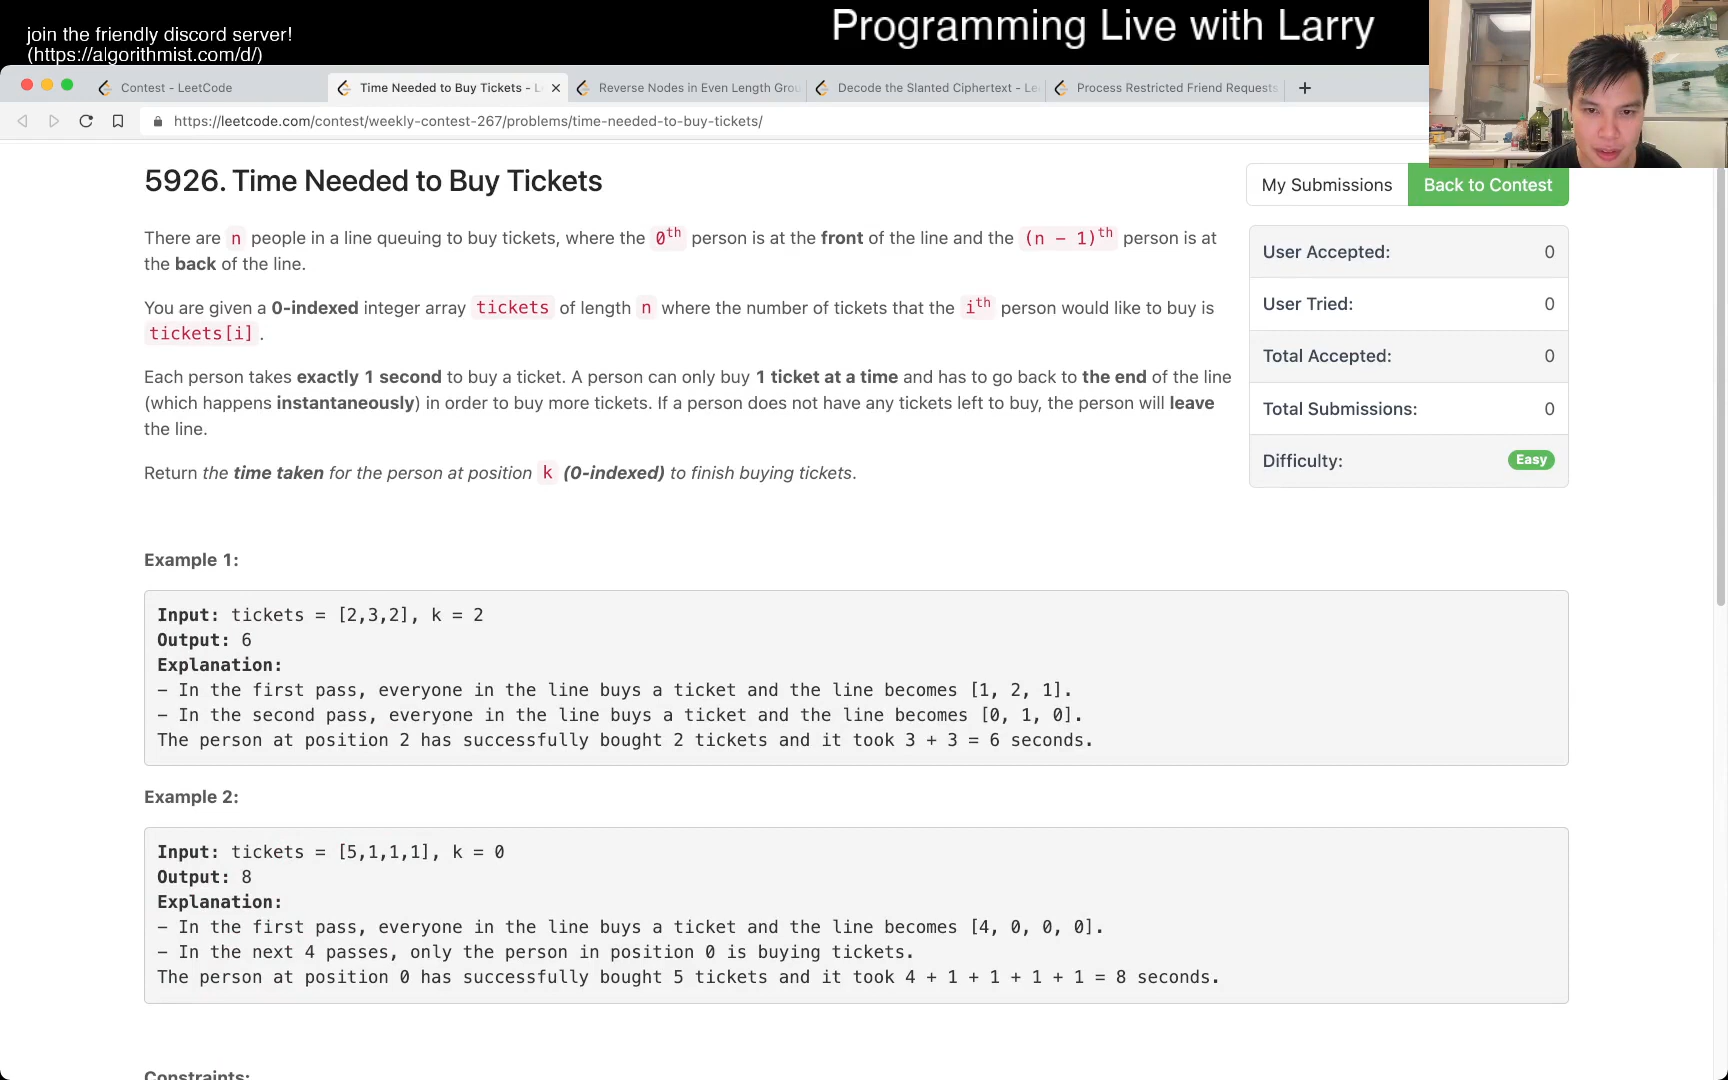 join the friendly discord server!
(https://algorithmist.com/d/)
Programming Live with Larry
Contest - LeetCode
Time Needed to Buy Tickets - L
Reverse Nodes in Even Length Grou
Decode the Slanted Ciphertext - Le
Process Restricted Friend Requests
https://leetcode.com/contest/weekly-contest-267/problems/time-needed-to-buy-tickets/
5926. Time Needed to Buy Tickets
My Submissions
Back to Contest
There are n people in a line queuing to buy tickets, where the 0th person is at the front of the line and the (n - 1)th person is at
the back of the line.
You are given a 0-indexed integer array tickets of length n where the number of tickets that the ith person would like to buy is
tickets[i].
Each person takes exactly 1 second to buy a ticket. A person can only buy 1 ticket at a time and has to go back to the end of the line
(which happens instantaneously) in order to buy more tickets. If a person does not have any tickets left to buy, the person will leave
the line.
Return the time taken for the person at position k (0-indexed) to finish buying tickets.
User Accepted: 0
User Tried: 0
Total Accepted: 0
Total Submissions: 0
Difficulty: Easy
Example 1:
Input: tickets = [2,3,2], k = 2
Output: 6
Explanation:
- In the first pass, everyone in the line buys a ticket and the line becomes [1, 2, 1].
- In the second pass, everyone in the line buys a ticket and the line becomes [0, 1, 0].
The person at position 2 has successfully bought 2 tickets and it took 3 + 3 = 6 seconds.
Example 2:
Input: tickets = [5,1,1,1], k = 0
Output: 8
Explanation:
- In the first pass, everyone in the line buys a ticket and the line becomes [4, 0, 0, 0].
- In the next 4 passes, only the person in position 0 is buying tickets.
The person at position 0 has successfully bought 5 tickets and it took 4 + 1 + 1 + 1 + 1 = 8 seconds.
Constraints: